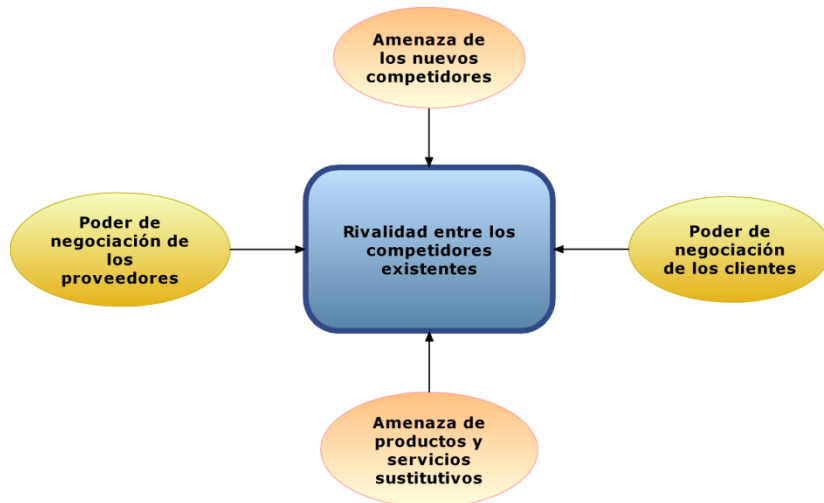 Amenaza de
los nuevos
competidores
Poder de
negociación de
los
proveedores
Rivalidad entre los
competidores
existentes
Poder de
negociación
de los clientes
Amenaza de
productos y
servicios
sustitutivos